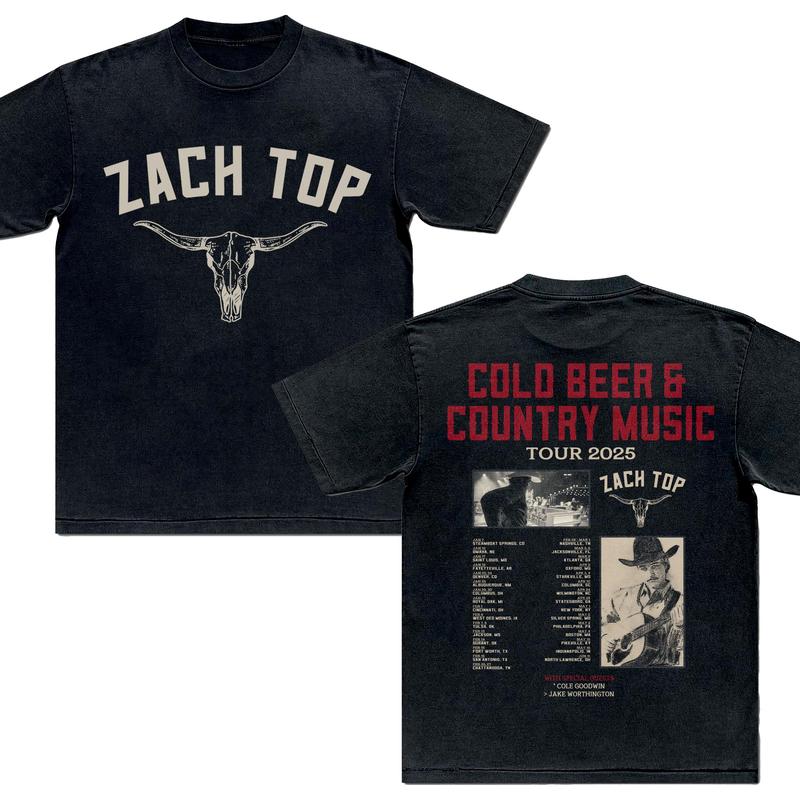 ZACH TOP
COLD BEER &
COUNTRY MUSIC
TOUR 2025
ZACH TOP
JAN 7
STEAMBOAT SPRINGS, CO
OMAHA, NE
SAINT LOUIS, MO
FAYETTEVILLE, AR
DENVER, CO
ALBUQUERQUE, NM
COLUMBUS, OH
ROYAL OAK, MI
CINCINNATI, OH
WEST DES MOINES, IA
TULSA, OK
JACKSON, MS
DURANT, OK
FORT WORTH, TX
SAN ANTONIO, TX
CHATTANOOGA, TN
NASHVILLE, TN
JACKSONVILLE, FL
ATLANTA, GA
OXFORD, MS
STARKVILLE, MS
COLUMBIA, SC
WILMINGTON, NC
STATESBORO, GA
NEW YORK, NY
SILVER SPRING, MD
PHILADELPHIA, PA
BOSTON, MA
PIKEVILLE, KY
INDIANAPOLIS, IN
NORTH LAWRENCE, OH
WITH SPECIAL GUESTS
* COLE GOODWIN
> JAKE WORTHINGTON